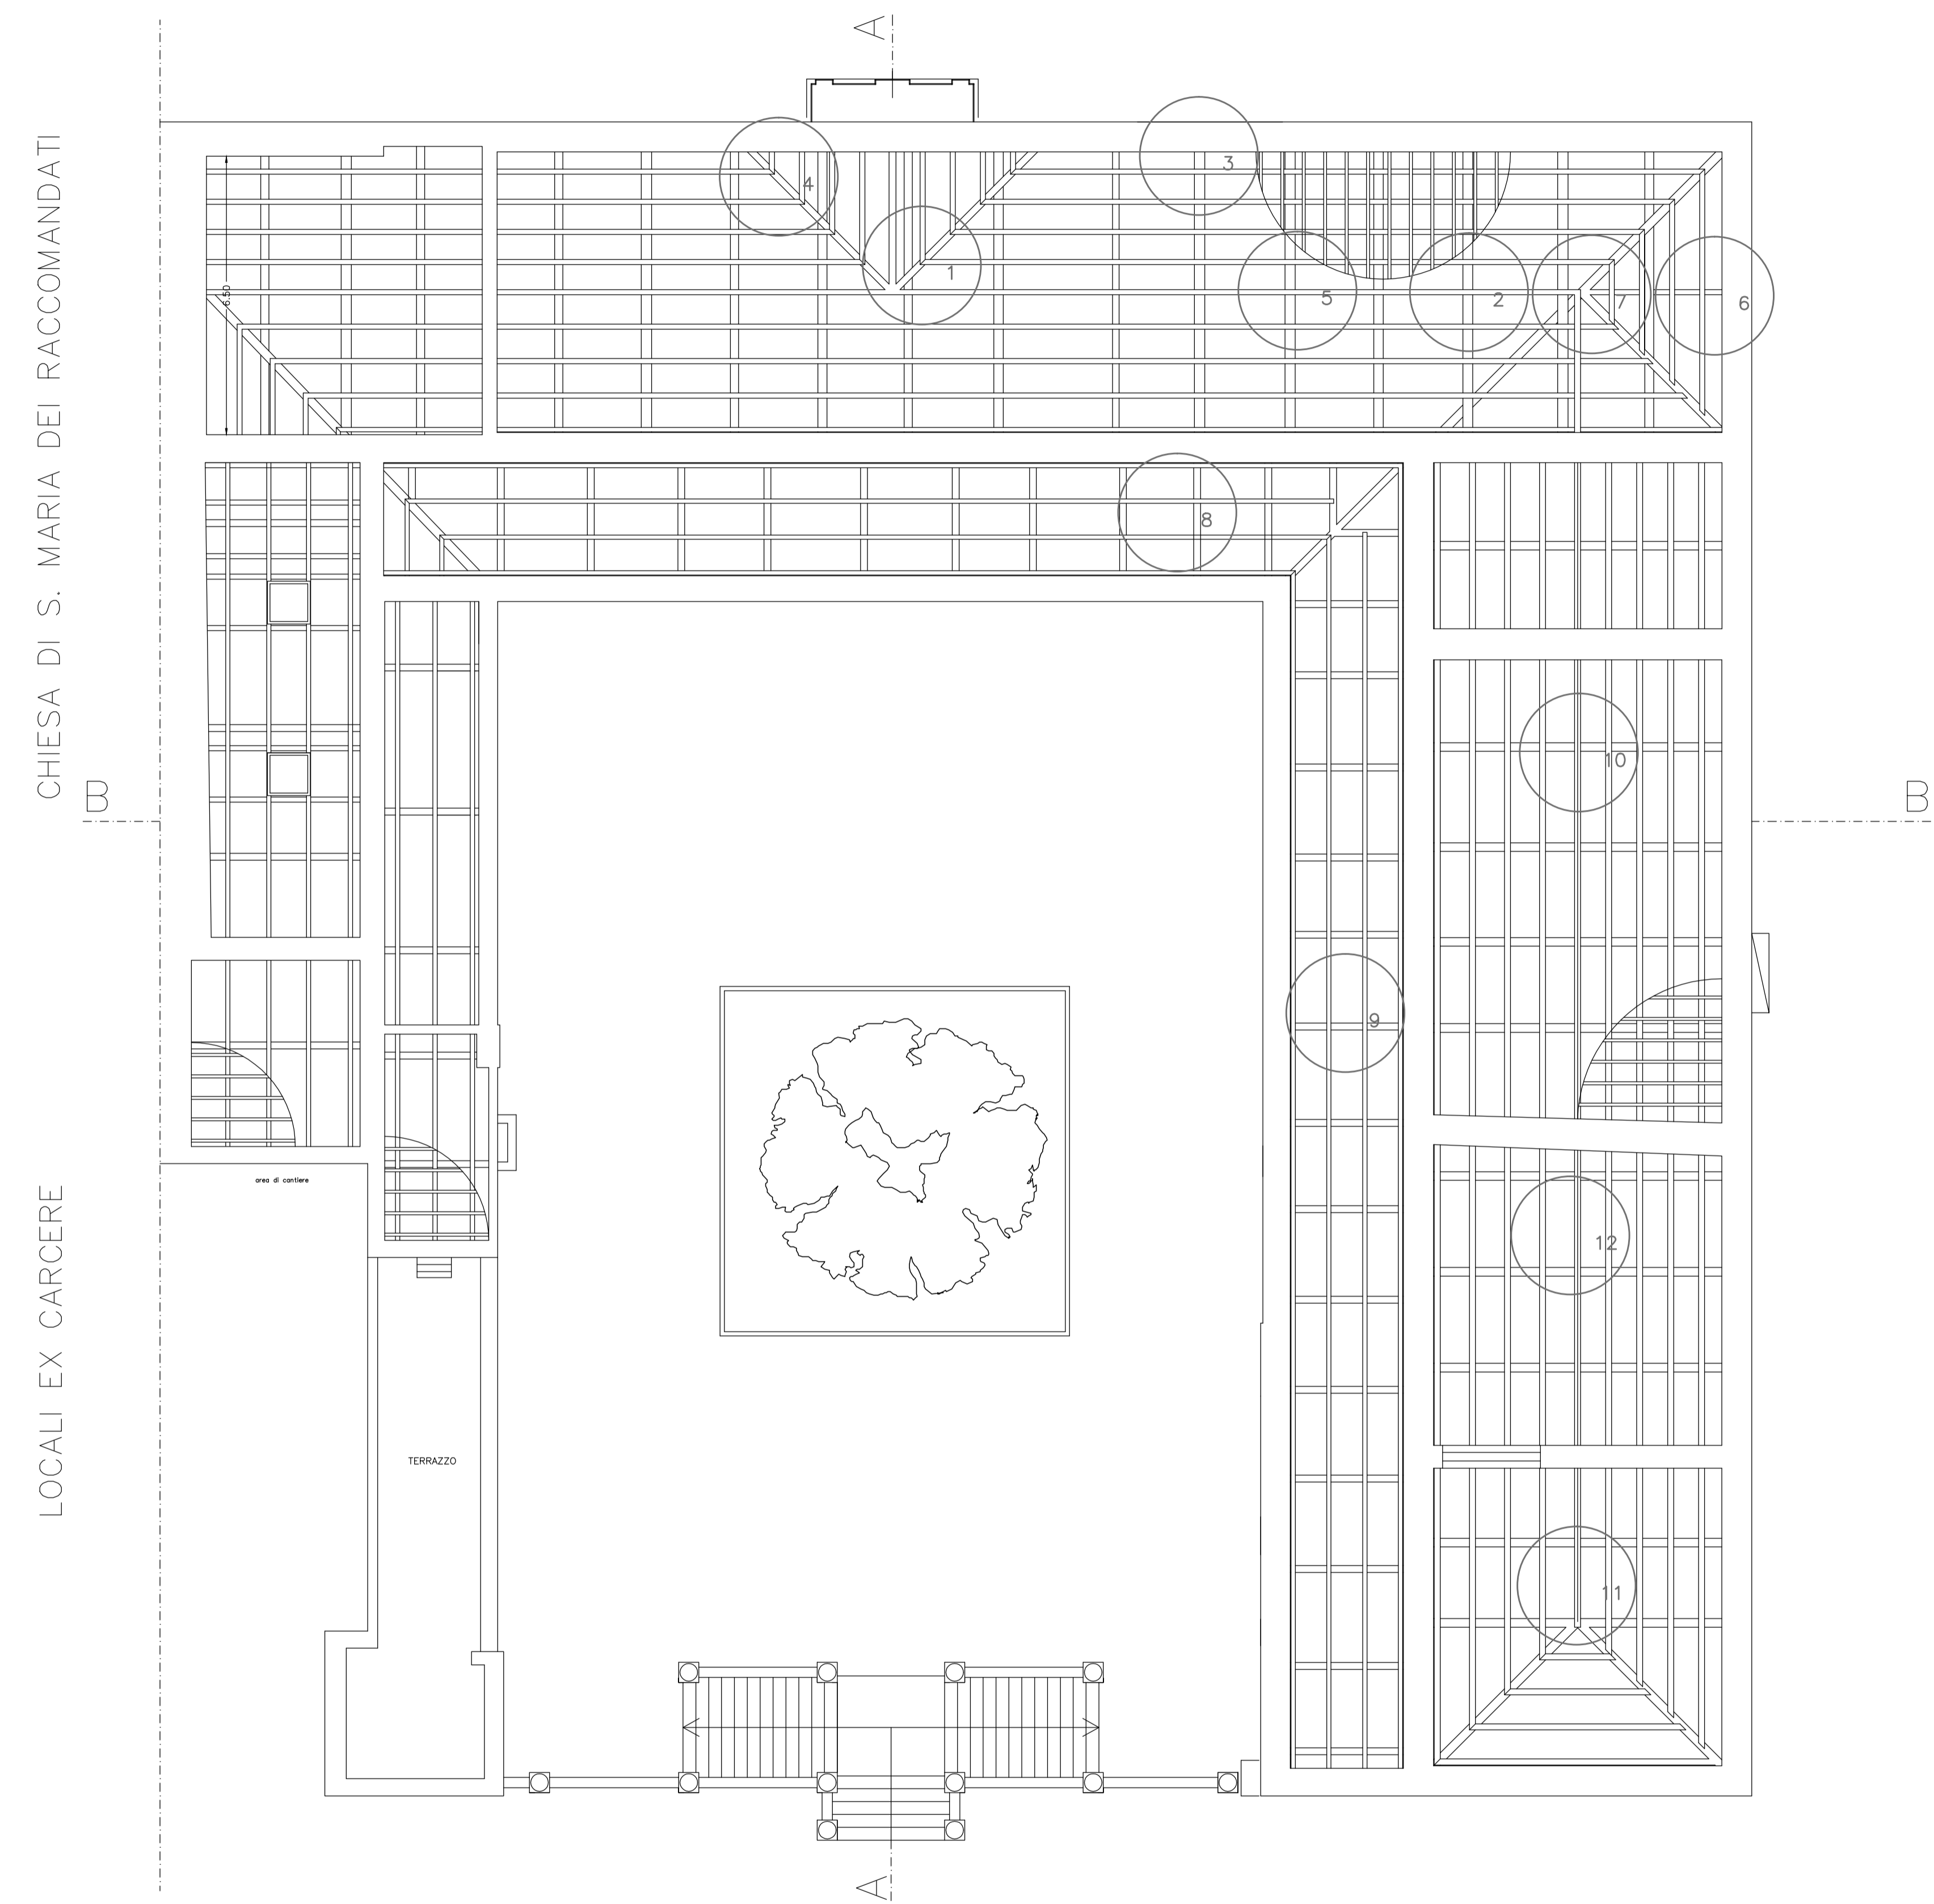 A
CHIESA DI S. MARIA DEI RACCOMANDATI
3
4
1
6.50
5
2
7
6
8
B
B
10
9
area di cantiere
LOCALI EX CARCERE
12
TERRAZZO
11
A